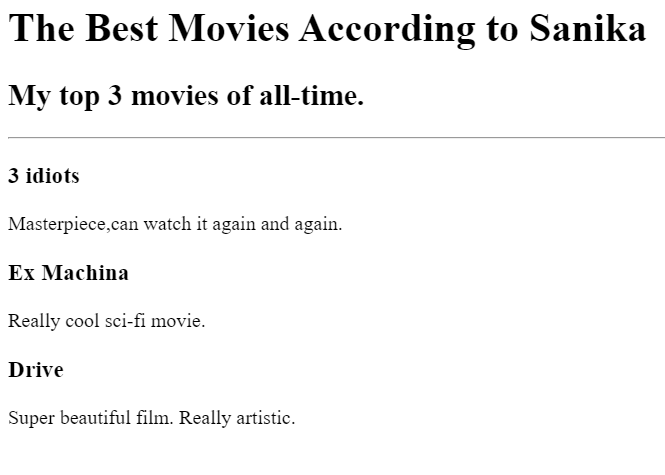 The Best Movies According to Sanika
My top 3 movies of all-time.
3 idiots
Masterpiece,can watch it again and again.
Ex Machina
Really cool sci-fi movie.
Drive
Super beautiful film. Really artistic.